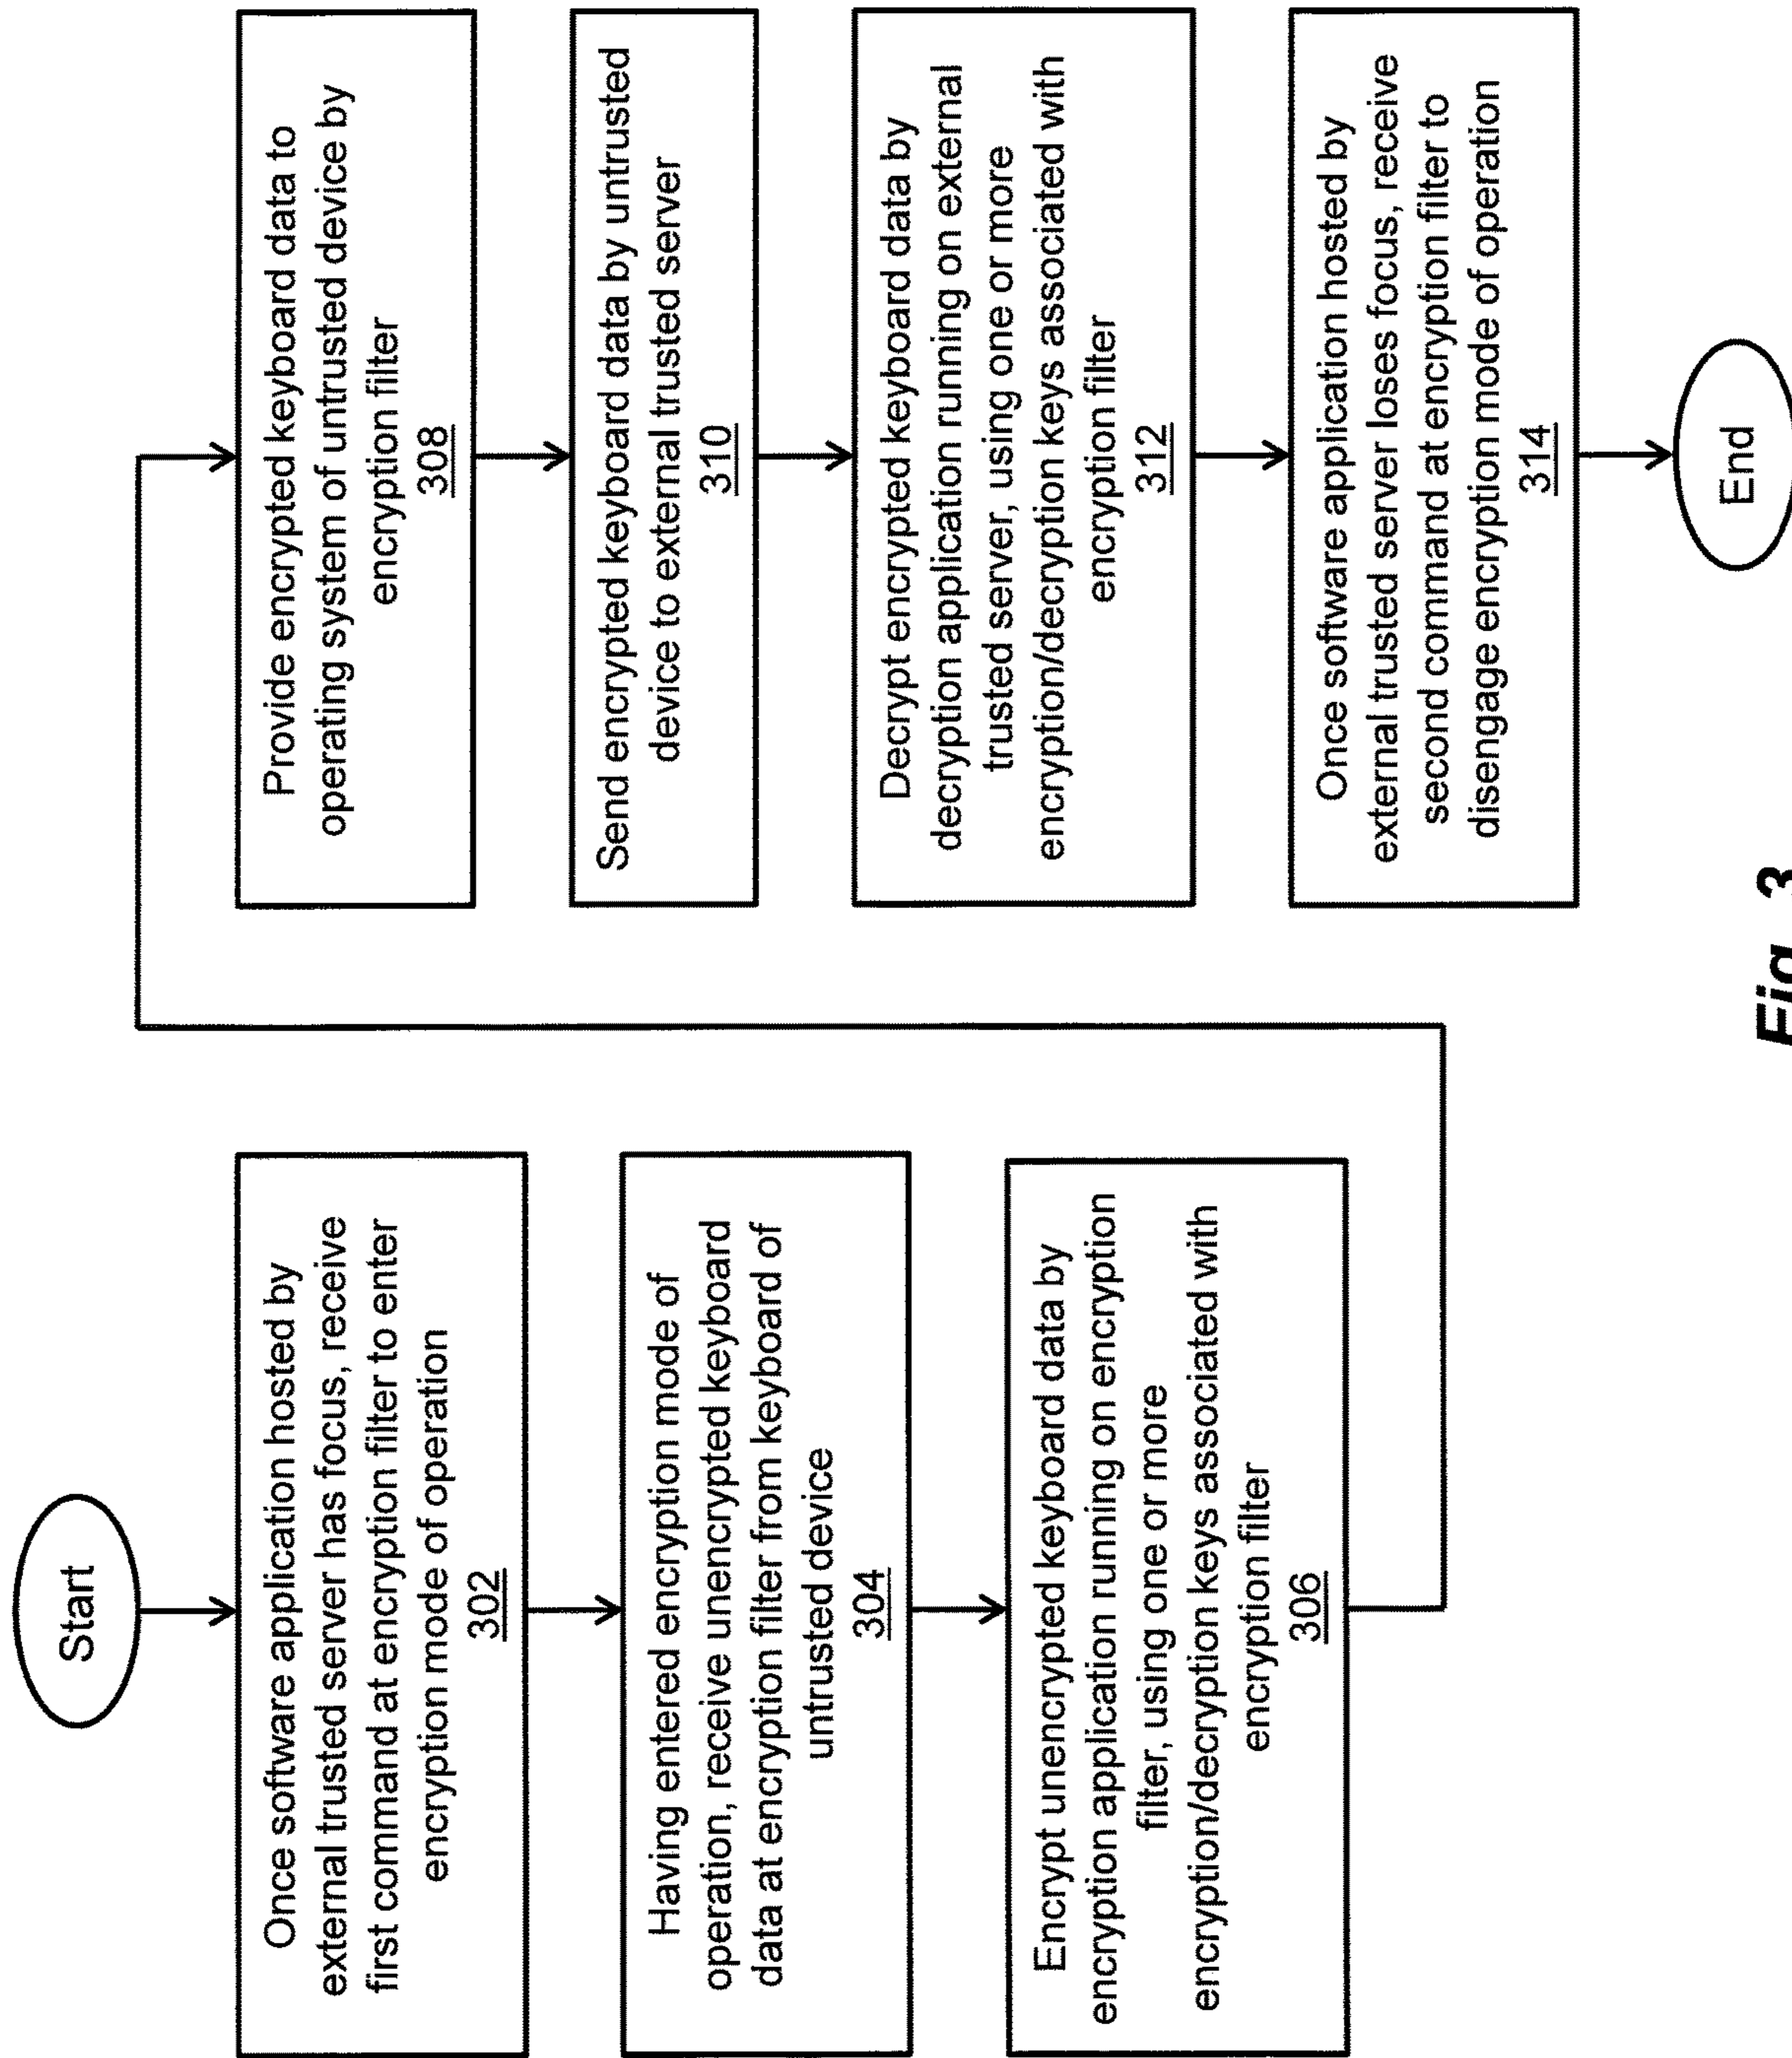 Start
Once software application hosted by
external trusted server has focus, receive
first command at encryption filter to enter
encryption mode of operation
302
Having entered encryption mode of
operation, receive unencrypted keyboard
data at encryption filter from keyboard of
untrusted device
304
Encrypt unencrypted keyboard data by
encryption application running on encryption
filter, using one or more
encryption/decryption keys associated with
encryption filter
306
Provide encrypted keyboard data to
operating system of untrusted device by
encryption filter
308
Send encrypted keyboard data by untrusted
device to external trusted server
310
Decrypt encrypted keyboard data by
decryption application running on external
trusted server, using one or more
encryption/decryption keys associated with
encryption filter
312
Once software application hosted by
external trusted server loses focus, receive
second command at encryption filter to
disengage encryption mode of operation
314
End
Fig. 3